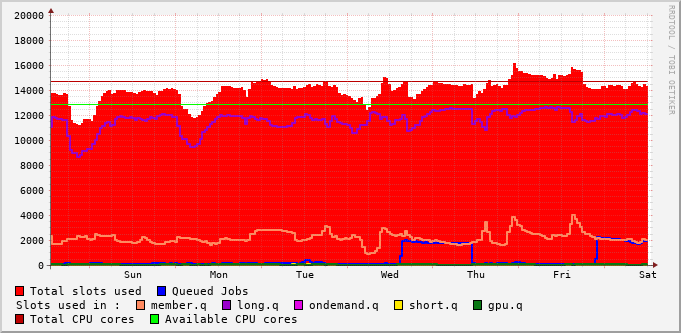 20000
18000
16000
14000
12000
10000
8000
6000
4000
2000
0
Sun Mon Tue Wed Thu Fri Sat
RRDTOOL / TOBI OETIKER
Total slots used Queued Jobs
Slots used in : member.q long.q ondemand.q short.q gpu.q
Total CPU cores Available CPU cores